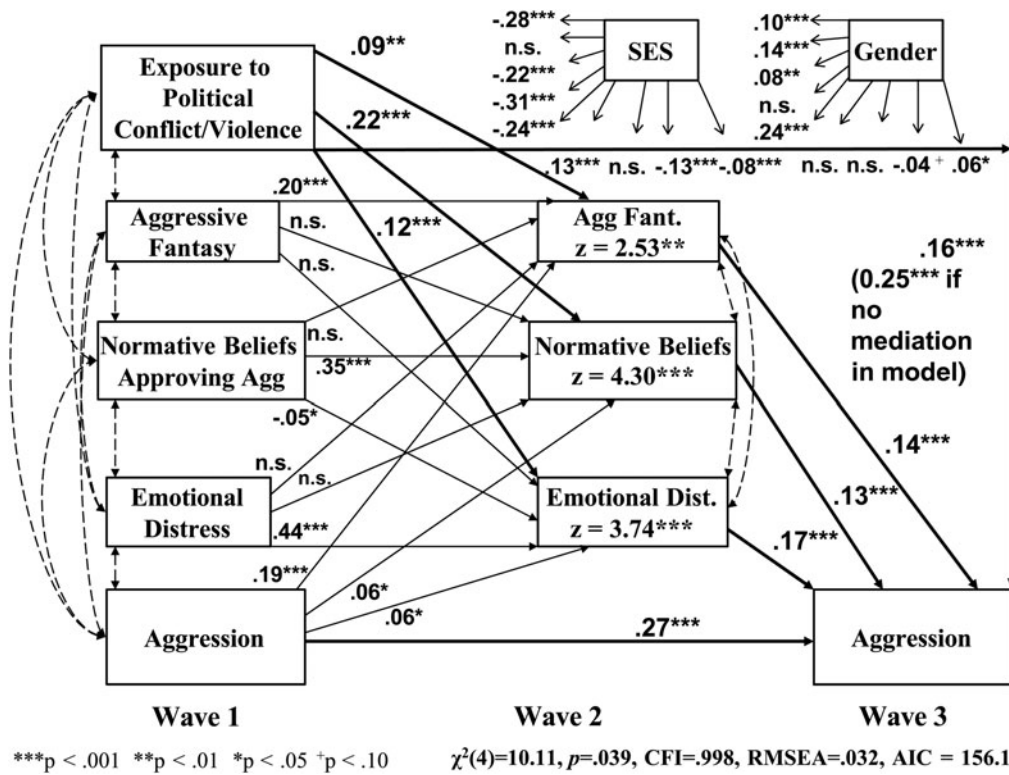 -.28***
n.s.
-.22***
-.31***
-.24***
SES
.10***
.14***
.08**
n.s.
.24***
Gender
Exposure to
Political
Conflict/Violence
.09**
.22***
.13*** n.s. -.13*** -.08***
n.s. n.s. -.04 + .06*
.20***
.12***
Aggressive
Fantasy
n.s.
n.s.
Agg Fant.
z = 2.53**
.16***
(0.25*** if
no
mediation
in model)
Normative Beliefs
Approving Agg
n.s.
.35***
-.05*
Normative Beliefs
z = 4.30***
.14***
.13***
Emotional
Distress
n.s.
n.s.
.44***
Emotional Dist.
z = 3.74***
.17***
Aggression
.19***
.06*
.06*
.27***
Aggression
Wave 1
Wave 2
Wave 3
***p < .001 **p < .01 *p < .05 +p < .10
χ²(4)=10.11, p=.039, CFI=.998, RMSEA=.032, AIC = 156.1